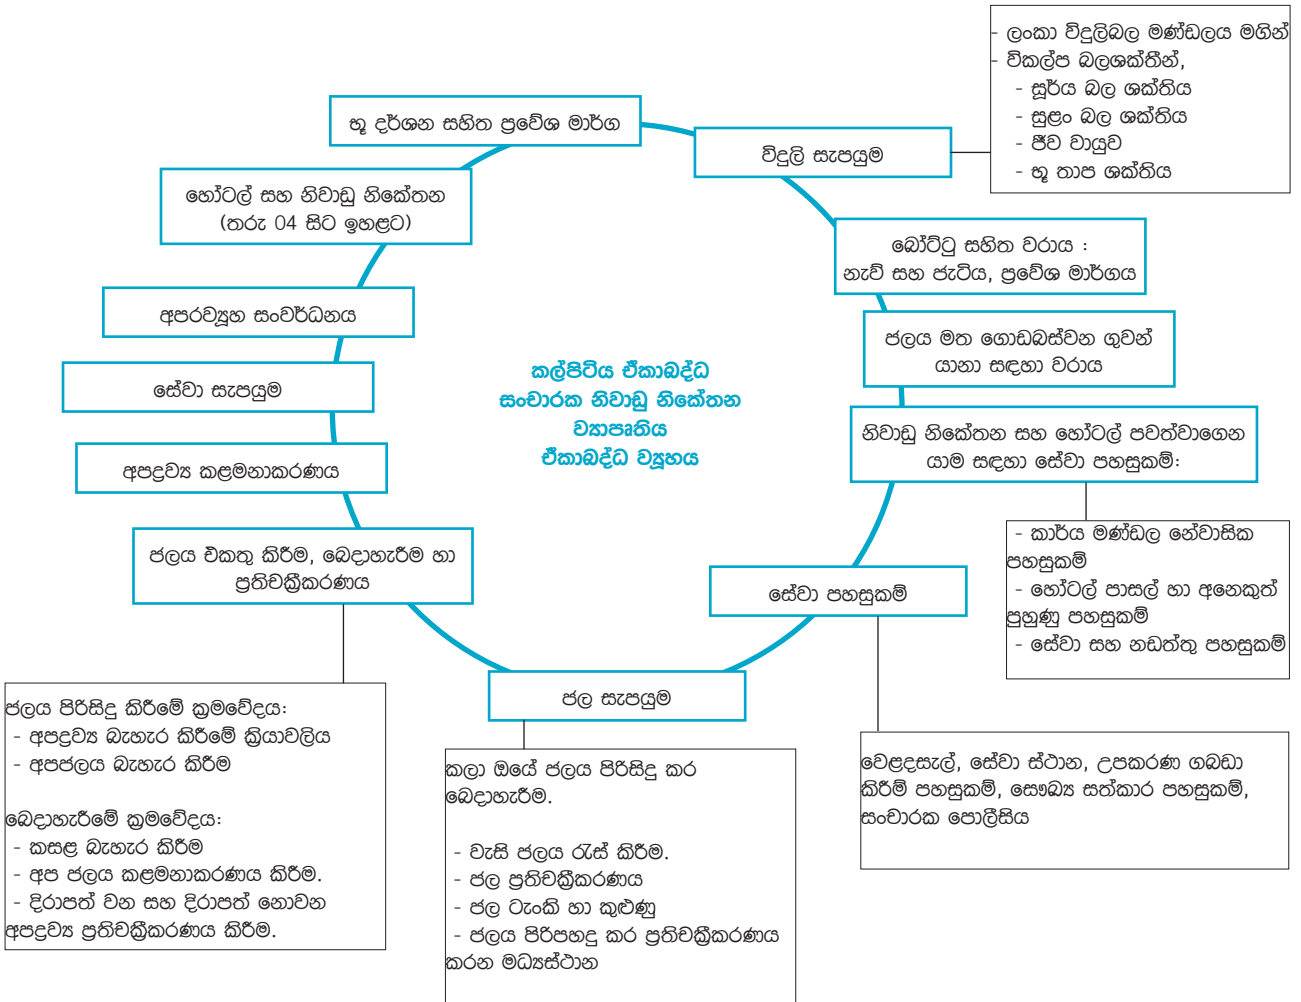 - ලංකා විදුලිබල මණ්ඩලය මගින්
- විකල්ප බලශක්තීන්,
- සූර්ය බල ශක්තිය
- සුළං බල ශක්තිය
- ජීව වායුව
- භූ තාප ශක්තිය
භූ දර්ශන සහිත ප්‍රවේශ මාර්ග
විදුලි සැපයුම
හෝටල් සහ නිවාඩු නිකේතන
(තරු 04 සිට ඉහළට)
බෝට්ටු සහිත වරාය :
නැව් සහ ජැටිය, ප්‍රවේශ මාර්ගය
අපරව්‍යූහ සංවර්ධනය
ජලය මත ගොඩබස්වන ගුවන්
යානා සඳහා වරාය
සේවා සැපයුම
කල්පිටිය ඒකාබද්ධ
සංචාරක නිවාඩු නිකේතන
ව්‍යාපෘතිය
ඒකාබද්ධ ව්‍යූහය
නිවාඩු නිකේතන සහ හෝටල් පවත්වාගෙන
යාම සඳහා සේවා පහසුකම්:
අපද්‍රව්‍ය කළමනාකරණය
- කාර්ය මණ්ඩල නේවාසික
පහසුකම්
- හෝටල් පාසල් හා අනෙකුත්
පුහුණු පහසුකම්
- සේවා සහ නඩත්තු පහසුකම්
ජලය එකතු කිරීම, බෙදාහැරීම හා
ප්‍රතිචක්‍රීකරණය
සේවා පහසුකම්
ජල සැපයුම
ජලය පිරිසිදු කිරීමේ ක්‍රමවේදය:
- අපද්‍රව්‍ය බැහැර කිරීමේ ක්‍රියාවලිය
- අපජලය බැහැර කිරීම
බෙදාහැරීමේ ක්‍රමවේදය:
- කසළ බැහැර කිරීම
- අප ජලය කළමනාකරණය කිරීම.
- දිරාපත් වන සහ දිරාපත් නොවන
අපද්‍රව්‍ය ප්‍රතිචක්‍රීකරණය කිරීම.
කලා ඔයේ ජලය පිරිසිදු කර
බෙදාහැරීම.
- වැසි ජලය රැස් කිරීම.
- ජල ප්‍රතිචක්‍රීකරණය
- ජල ටැංකි හා කුළුණු
- ජලය පිරිපහදු කර ප්‍රතිචක්‍රීකරණය
කරන මධ්‍යස්ථාන
වෙළදසැල්, සේවා ස්ථාන, උපකරණ ගබඩා
කිරීම් පහසුකම්, සෞඛ්‍ය සත්කාර පහසුකම්,
සංචාරක පොලීසිය